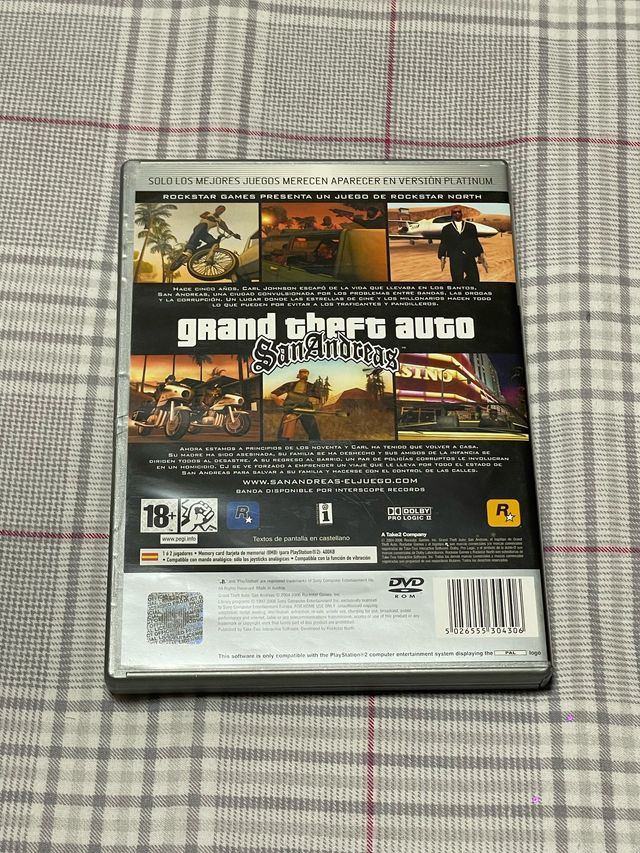 SOLO LOS MEJORES JUEGOS MERECEN APARECER EN VERSIÓN PLATINUM.
ROCKSTAR GAMES PRESENTA UN JUEGO DE ROCKSTAR NORTH
HACE CINCO AÑOS, CARL JOHNSON ESCAPÓ DE LA VIDA QUE LLEVABA EN LOS SANTOS,
SAN ANDREAS, UNA CIUDAD CONVULSIONADA POR LOS PROBLEMAS ENTRE BANDAS, LAS DROGAS
Y LA CORRUPCIÓN. UN LUGAR DONDE LAS ESTRELLAS DE CINE Y LOS MILLONARIOS HACEN TODO
LO QUE PUEDEN POR EVITAR A LOS TRAFICANTES Y PANDILLEROS.
grand theft auto
San Andreas
SINO
AHORA ESTAMOS A PRINCIPIOS DE LOS NOVENTA Y CARL HA TENIDO QUE VOLVER A CASA.
SU MADRE HA SIDO ASESINADA, SU FAMILIA SE HA DESHECHO Y SUS AMIGOS DE LA INFANCIA SE
DIRIGEN TODOS AL DESASTRE. A SU REGRESO AL BARRIO, UN PAR DE POLICÍAS CORRUPTOS LE INVOLUCRAN
EN UN HOMICIDIO. CJ SE VE FORZADO A EMPRENDER UN VIAJE QUE LE LLEVA POR TODO EL ESTADO DE
SAN ANDREAS PARA SALVAR A SU FAMILIA Y HACERSE CON EL CONTROL DE LAS CALLES.
WWW.SANANDREAS-ELJUEGO.COM
BANDA DISPONIBLE POR INTERSCOPE RECORDS
18+
www.pegi.info
R
1
DOLBY
PRO LOGIC II
R
Textos de pantalla en castellano
1 ó 2 jugadores • Memory card (tarjeta de memoria) (8MB) (para PlayStation®2): 400KB
• Compatible con mando analógico: sólo los joysticks analógicos • Compatible con la función de vibración
A Take2 Company
DVD
ROM
5 026555 304306
This software is only compatible with the PlayStation®2 computer entertainment system displaying the PAL logo